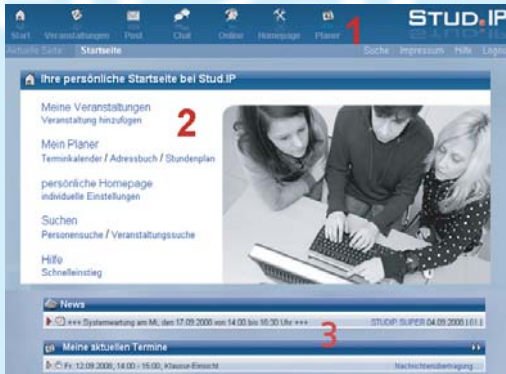 Start Veranstaltungen Post Chat Online Homepage Planer 1 STUD.IP
Aktuelle Seite: Startseite Suche Impressum Hilfe Logout
Ihre persönliche Startseite bei Stud.IP
Meine Veranstaltungen
Veranstaltung hinzufügen
2
Mein Planer
Terminkalender / Adressbuch / Stundenplan
persönliche Homepage
individuelle Einstellungen
Suchen
Personensuche / Veranstaltungssuche
Hilfe
Schnelleinstieg
News
+++ Systemwartung am Mi, den 17.09.2008 von 14:00 bis 16:30 Uhr +++ STUDIP SUPER 04.09.2008 |61|
3
Meine aktuellen Termine
Fr. 12.09.2008, 14:00 - 15:00, Klausur-Einsicht Nachrichtenübertragung